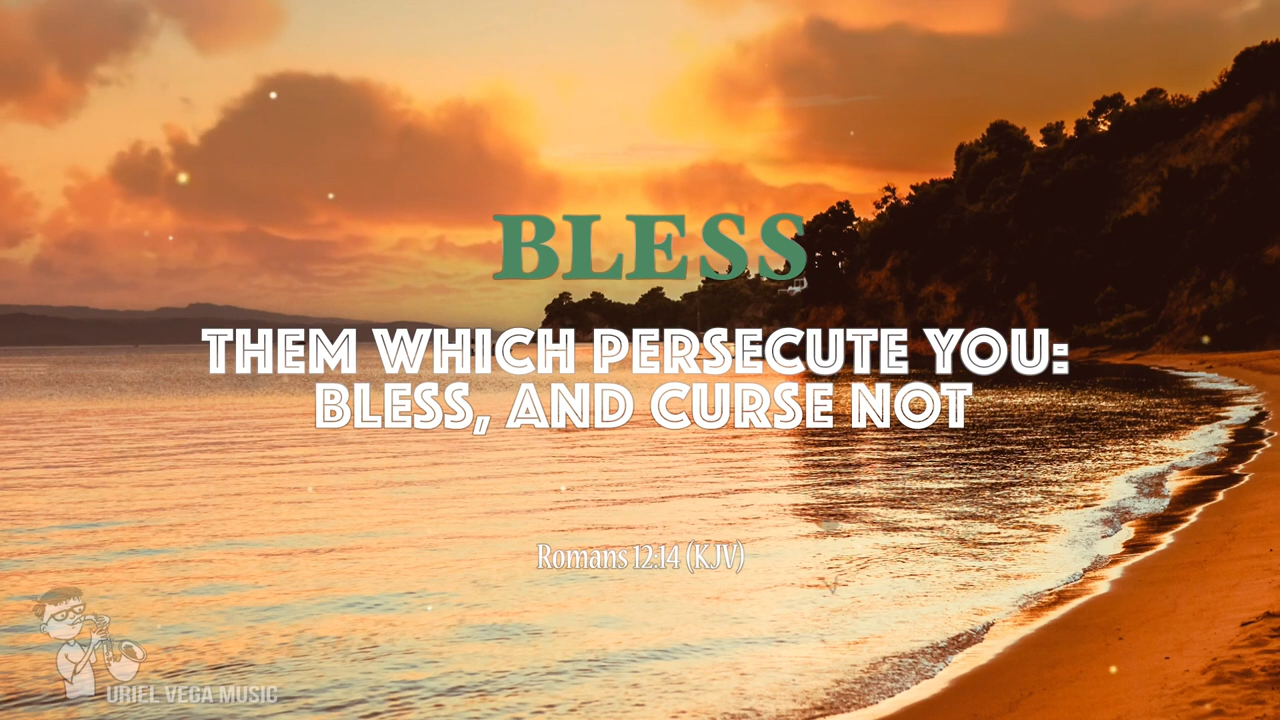 BLESS
THEM WHICH PERSECUTE YOU:
BLESS, AND CURSE NOT
Romans 12:14 (KJV)
URIEL VEGA MUSIC